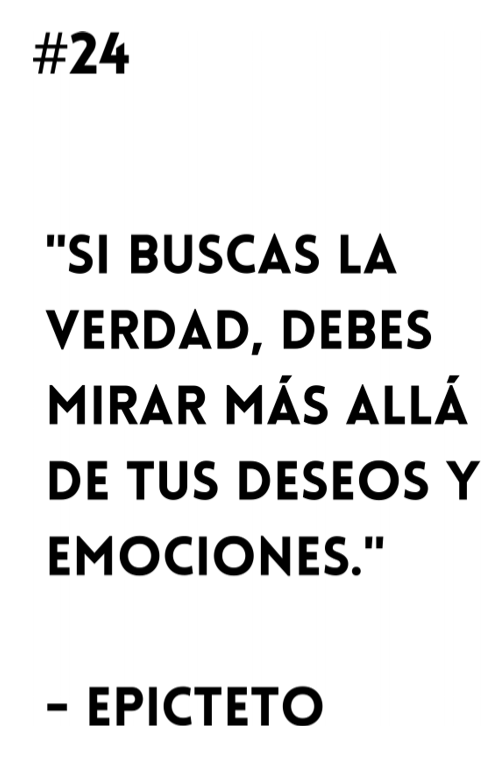 #24
"SI BUSCAS LA
VERDAD, DEBES
MIRAR MÁS ALLÁ
DE TUS DESEOS Y
EMOCIONES."
- EPICTETO